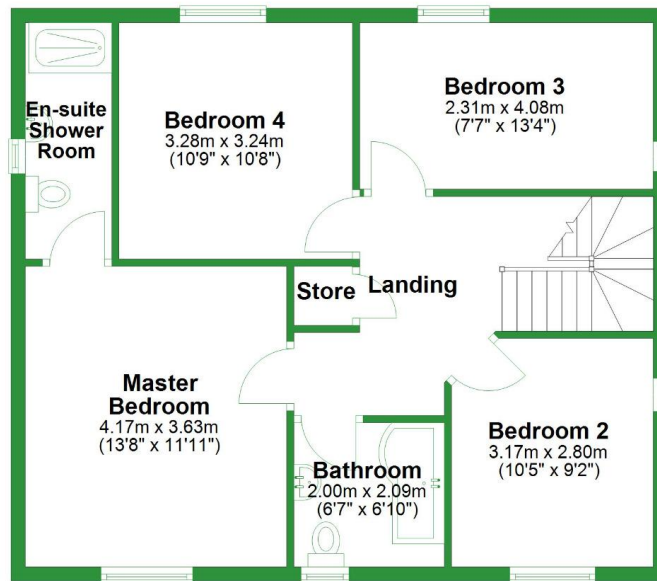 En-suite
Shower
Room
Bedroom 4
3.28m x 3.24m
(10'9" x 10'8")
Bedroom 3
2.31m x 4.08m
(7'7" x 13'4")
Store
Landing
Master
Bedroom
4.17m x 3.63m
(13'8" x 11'11")
Bathroom
2.00m x 2.09m
(6'7" x 6'10")
Bedroom 2
3.17m x 2.80m
(10'5" x 9'2")